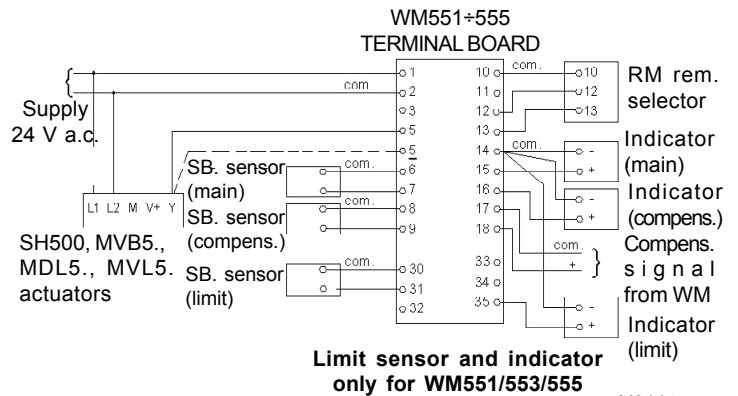 WM551÷555
TERMINAL BOARD
Supply
24 V a.c.
com
1
2
3
5
5
6
7
8
9
30
31
32
10
11
12
13
14
15
16
17
18
33
34
35
L1 L2 M V+ Y
SH500, MVB5.,
MDL5., MVL5.
actuators
SB. sensor
(main)
com.
SB. sensor
(compens.)
com.
SB. sensor
(limit)
com.
com.
10
12
13
RM rem.
selector
com.
-
+
Indicator
(main)
-
+
Indicator
(compens.)
com.
+
}
Compens.
signal
from WM
-
+
Indicator
(limit)
Limit sensor and indicator
only for WM551/553/555